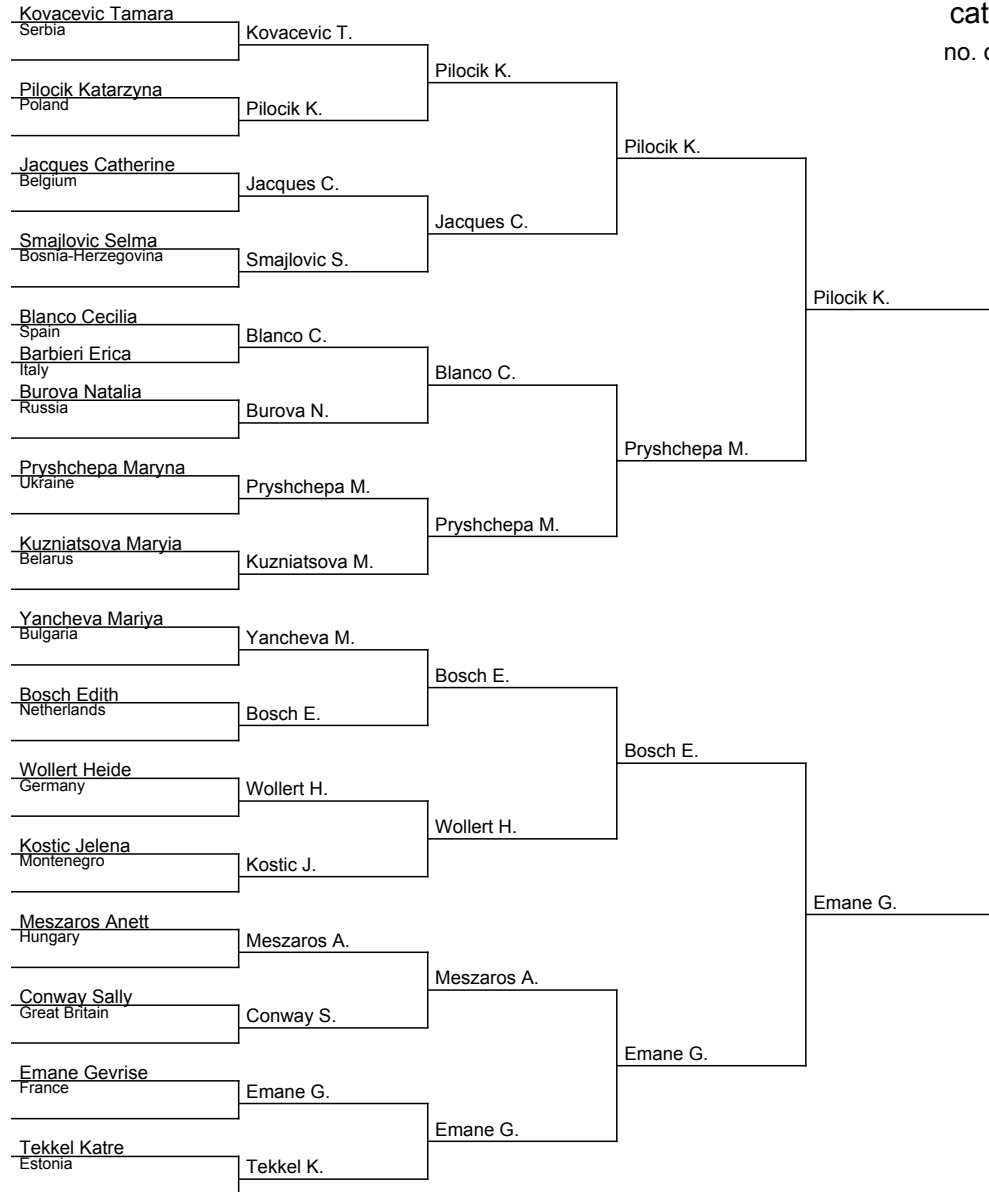 cat
no. c
Kovacevic Tamara
Serbia
Kovacevic T.
Pilocik K.
Pilocik Katarzyna
Poland
Pilocik K.
Pilocik K.
Jacques Catherine
Belgium
Jacques C.
Jacques C.
Smajlovic Selma
Bosnia-Herzegovina
Smajlovic S.
Pilocik K.
Blanco Cecilia
Spain
Blanco C.
Barbieri Erica
Italy
Blanco C.
Burova Natalia
Russia
Burova N.
Pryshchepa M.
Pryshchepa Maryna
Ukraine
Pryshchepa M.
Pryshchepa M.
Kuzniatsova Maryia
Belarus
Kuzniatsova M.
Yancheva Mariya
Bulgaria
Yancheva M.
Bosch E.
Bosch Edith
Netherlands
Bosch E.
Bosch E.
Wollert Heide
Germany
Wollert H.
Wollert H.
Kostic Jelena
Montenegro
Kostic J.
Emane G.
Meszaros Anett
Hungary
Meszaros A.
Meszaros A.
Conway Sally
Great Britain
Conway S.
Emane G.
Emane Gevrise
France
Emane G.
Emane G.
Tekkel Katre
Estonia
Tekkel K.